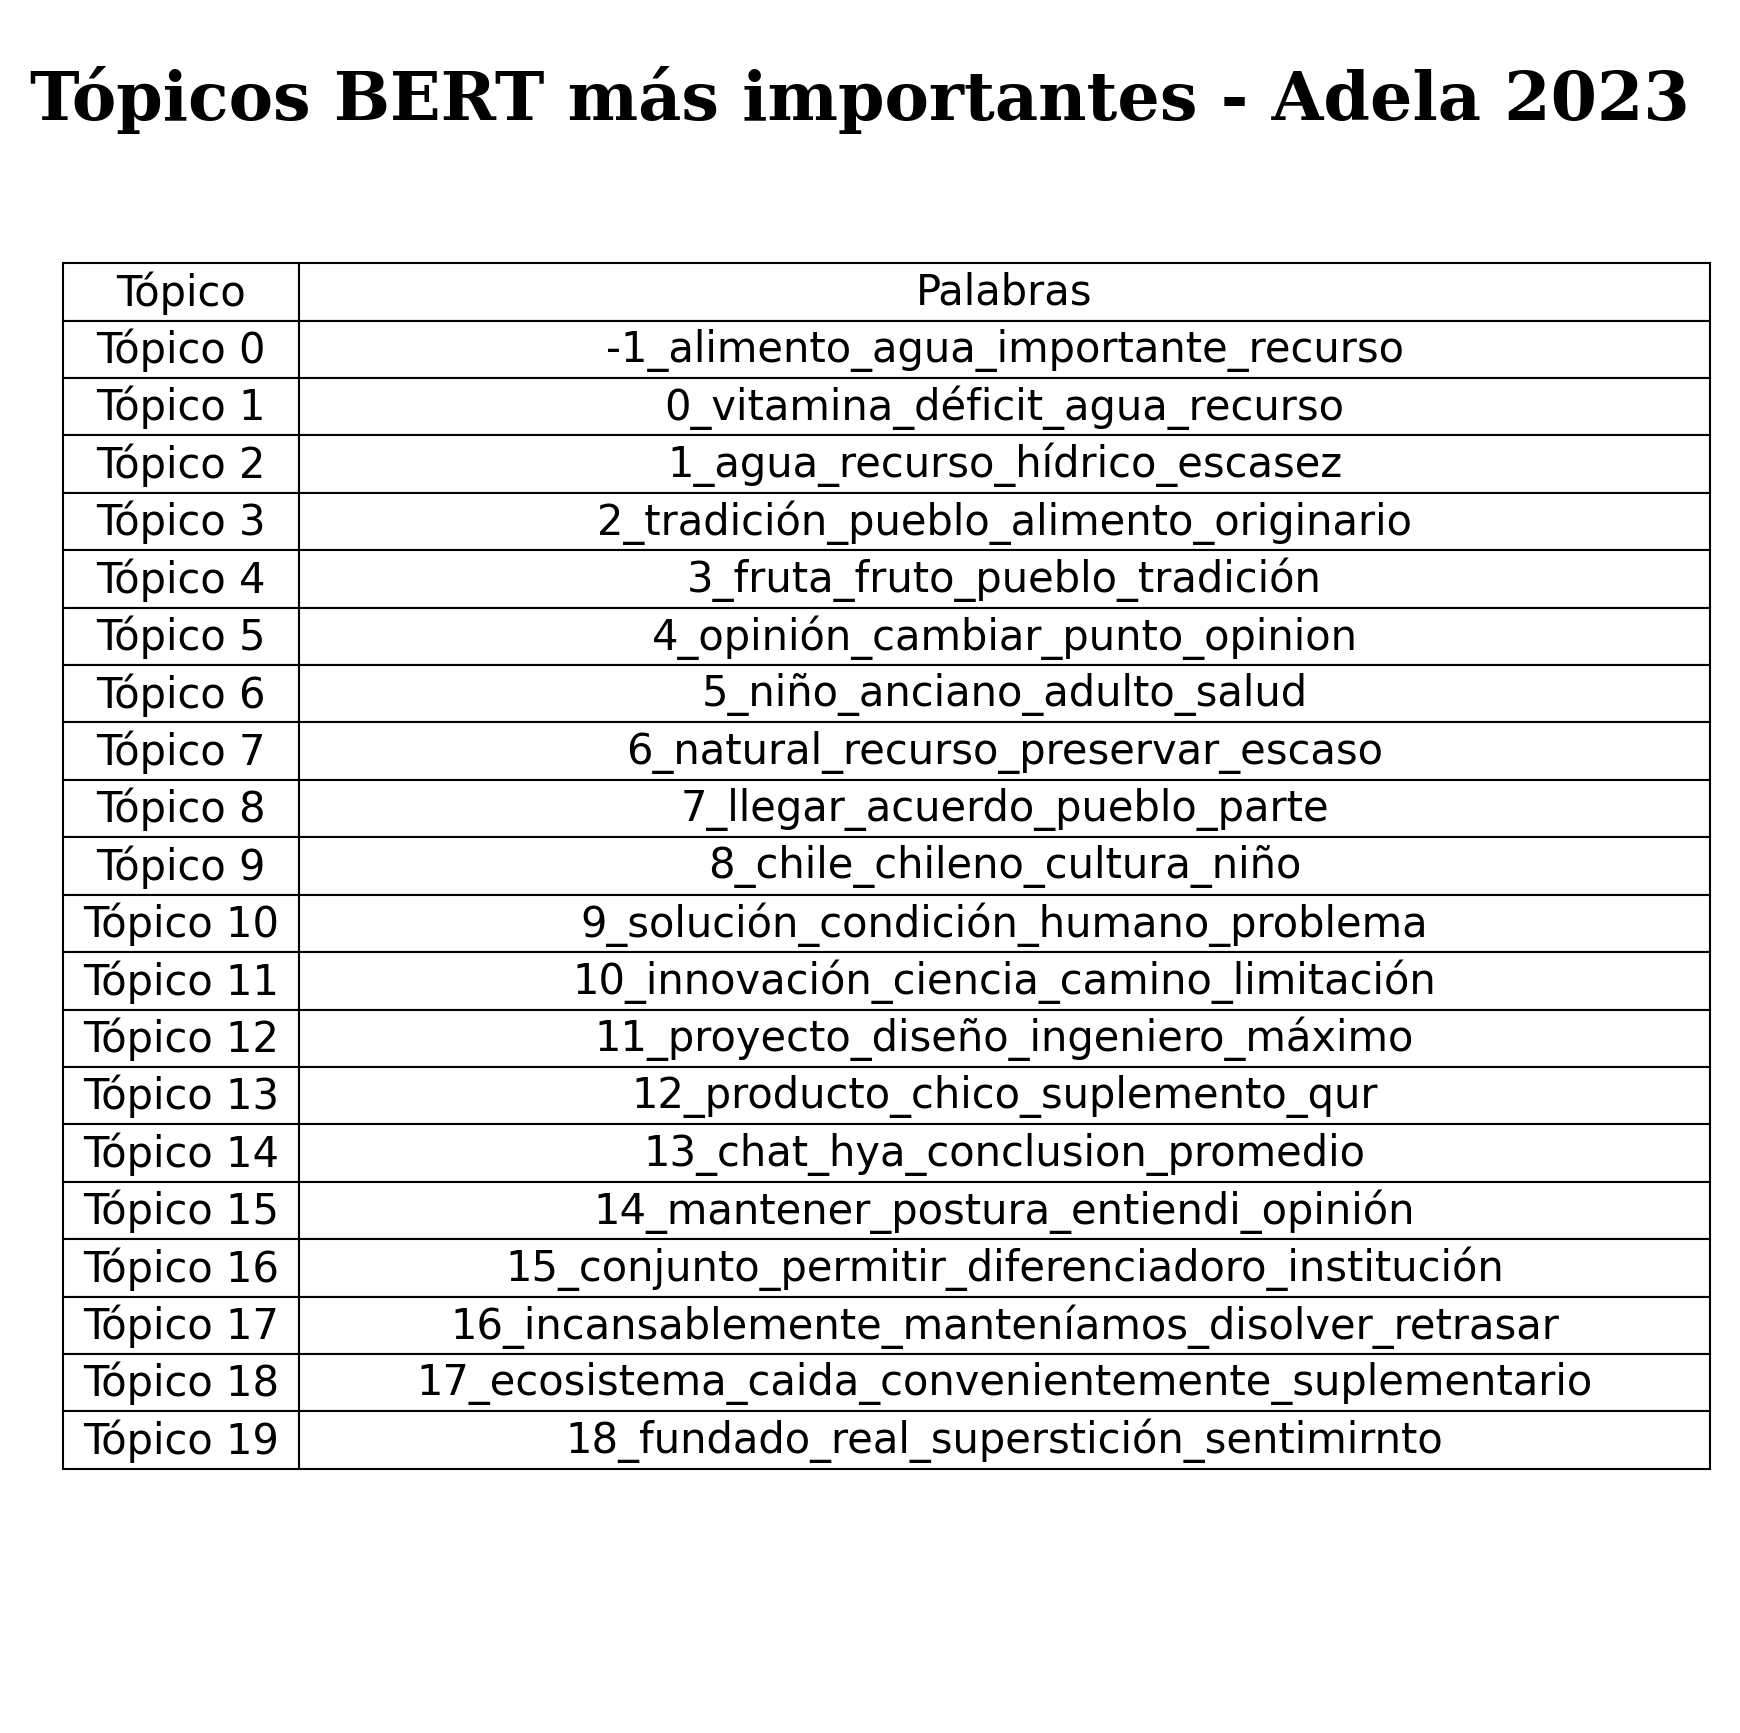 Tópicos BERT más importantes - Adela 2023
Tópico Palabras
Tópico 0 -1_alimento_agua_importante_recurso
Tópico 1 0_vitamina_déficit_agua_recurso
Tópico 2 1_agua_recurso_hídrico_escasez
Tópico 3 2_tradición_pueblo_alimento_originario
Tópico 4 3_fruta_fruto_pueblo_tradición
Tópico 5 4_opinión_cambiar_punto_opinion
Tópico 6 5_niño_anciano_adulto_salud
Tópico 7 6_natural_recurso_preservar_escaso
Tópico 8 7_llegar_acuerdo_pueblo_parte
Tópico 9 8_chile_chileno_cultura_niño
Tópico 10 9_solución_condición_humano_problema
Tópico 11 10_innovación_ciencia_camino_limitación
Tópico 12 11_proyecto_diseño_ingeniero_máximo
Tópico 13 12_producto_chico_suplemento_qur
Tópico 14 13_chat_hya_conclusion_promedio
Tópico 15 14_mantener_postura_entiendi_opinión
Tópico 16 15_conjunto_permitir_diferenciadoro_institución
Tópico 17 16_incansablemente_manteníamos_disolver_retrasar
Tópico 18 17_ecosistema_caida_convenientemente_suplementario
Tópico 19 18_fundado_real_superstición_sentimirnto